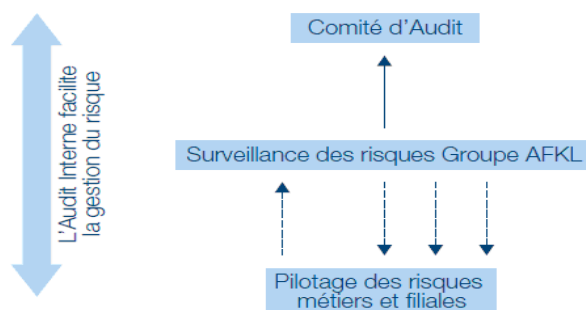 Comité d'Audit
L'Audit Interne facilite
la gestion du risque
Surveillance des risques Groupe AFKL
Pilotage des risques
métiers et filiales